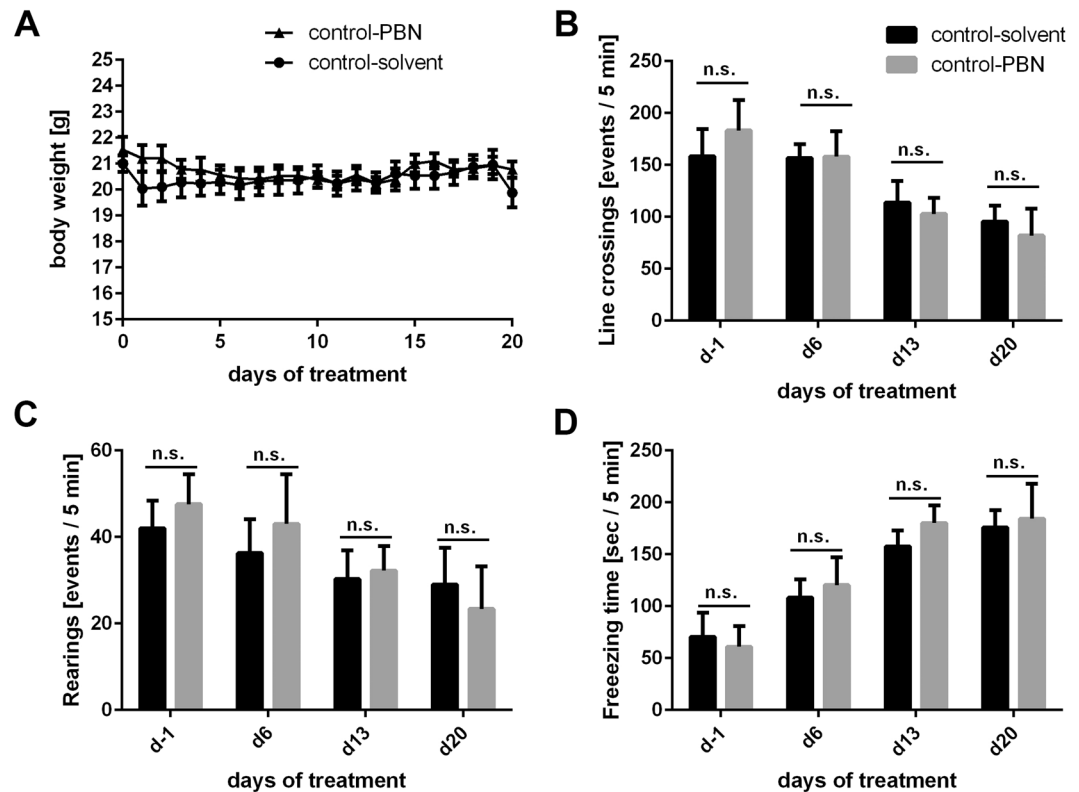 A
control-PBN
control-solvent
body weight [g]
25
24
23
22
21
20
19
18
17
16
15
0
5
10
15
20
days of treatment
B
control-solvent
control-PBN
Line crossings [events / 5 min]
250
200
150
100
50
0
n.s.
n.s.
n.s.
n.s.
d-1
d6
d13
d20
days of treatment
C
Rearings [events / 5 min]
60
40
20
0
n.s.
n.s.
n.s.
n.s.
d-1
d6
d13
d20
days of treatment
D
Freeezing time [sec / 5 min]
250
200
150
100
50
0
n.s.
n.s.
n.s.
n.s.
d-1
d6
d13
d20
days of treatment